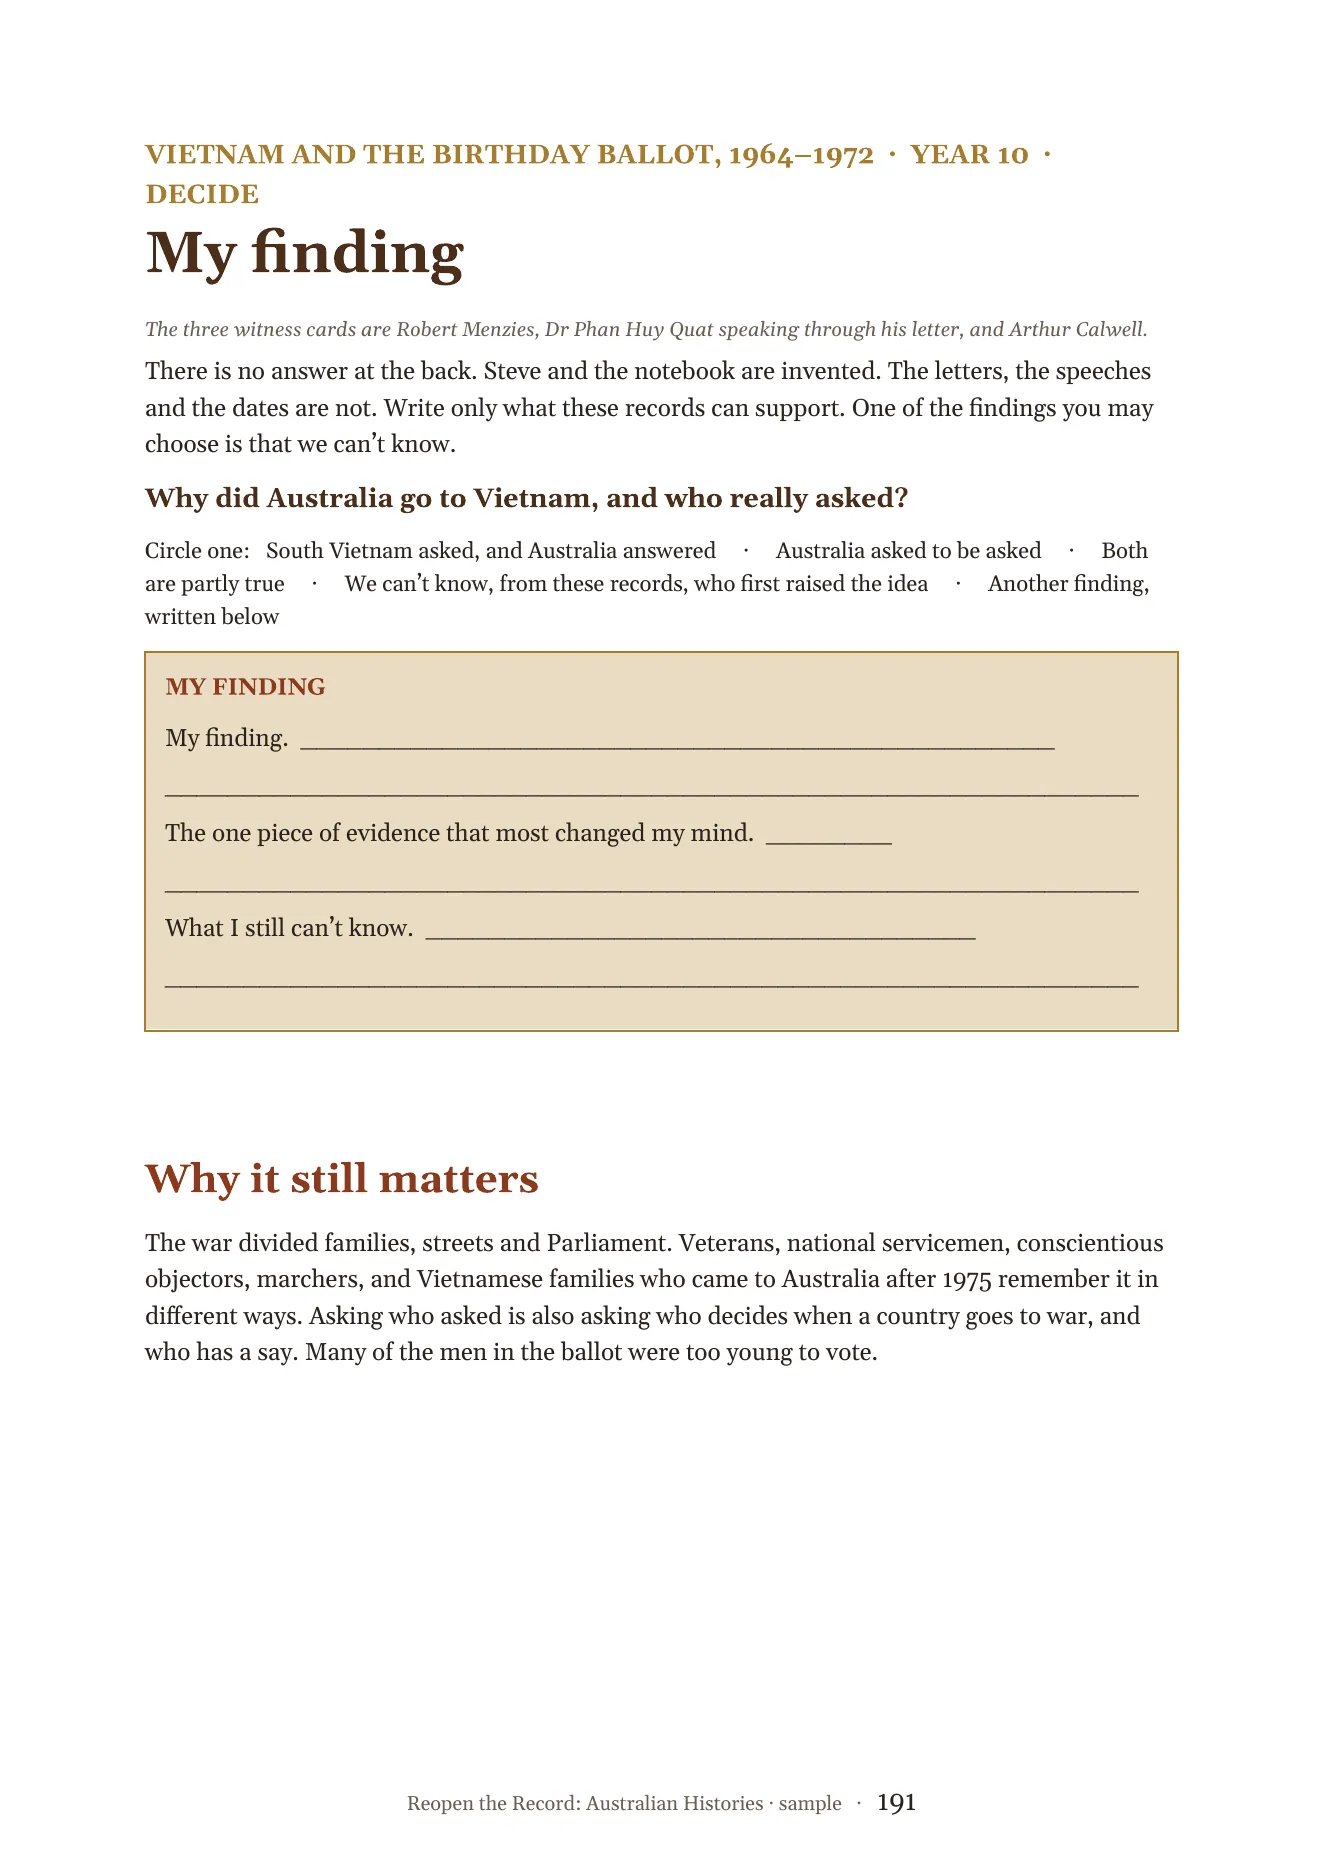 VIETNAM AND THE BIRTHDAY BALLOT, 1964–1972 · YEAR 10 ·
DECIDE
My finding
The three witness cards are Robert Menzies, Dr Phan Huy Quat speaking through his letter, and Arthur Calwell.
There is no answer at the back. Steve and the notebook are invented. The letters, the speeches
and the dates are not. Write only what these records can support. One of the findings you may
choose is that we can’t know.
Why did Australia go to Vietnam, and who really asked?
Circle one: South Vietnam asked, and Australia answered · Australia asked to be asked · Both
are partly true · We can’t know, from these records, who first raised the idea · Another finding,
written below
MY FINDING
My finding. ______________________________________________
____________________________________________________________
The one piece of evidence that most changed my mind. ________
____________________________________________________________
What I still can’t know. __________________________________
____________________________________________________________
Why it still matters
The war divided families, streets and Parliament. Veterans, national servicemen, conscientious
objectors, marchers, and Vietnamese families who came to Australia after 1975 remember it in
different ways. Asking who asked is also asking who decides when a country goes to war, and
who has a say. Many of the men in the ballot were too young to vote.
Reopen the Record: Australian Histories · sample · 191